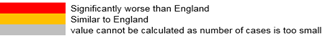 Significantly worse than England
Similar to England
value cannot be calculated as number of cases is too small